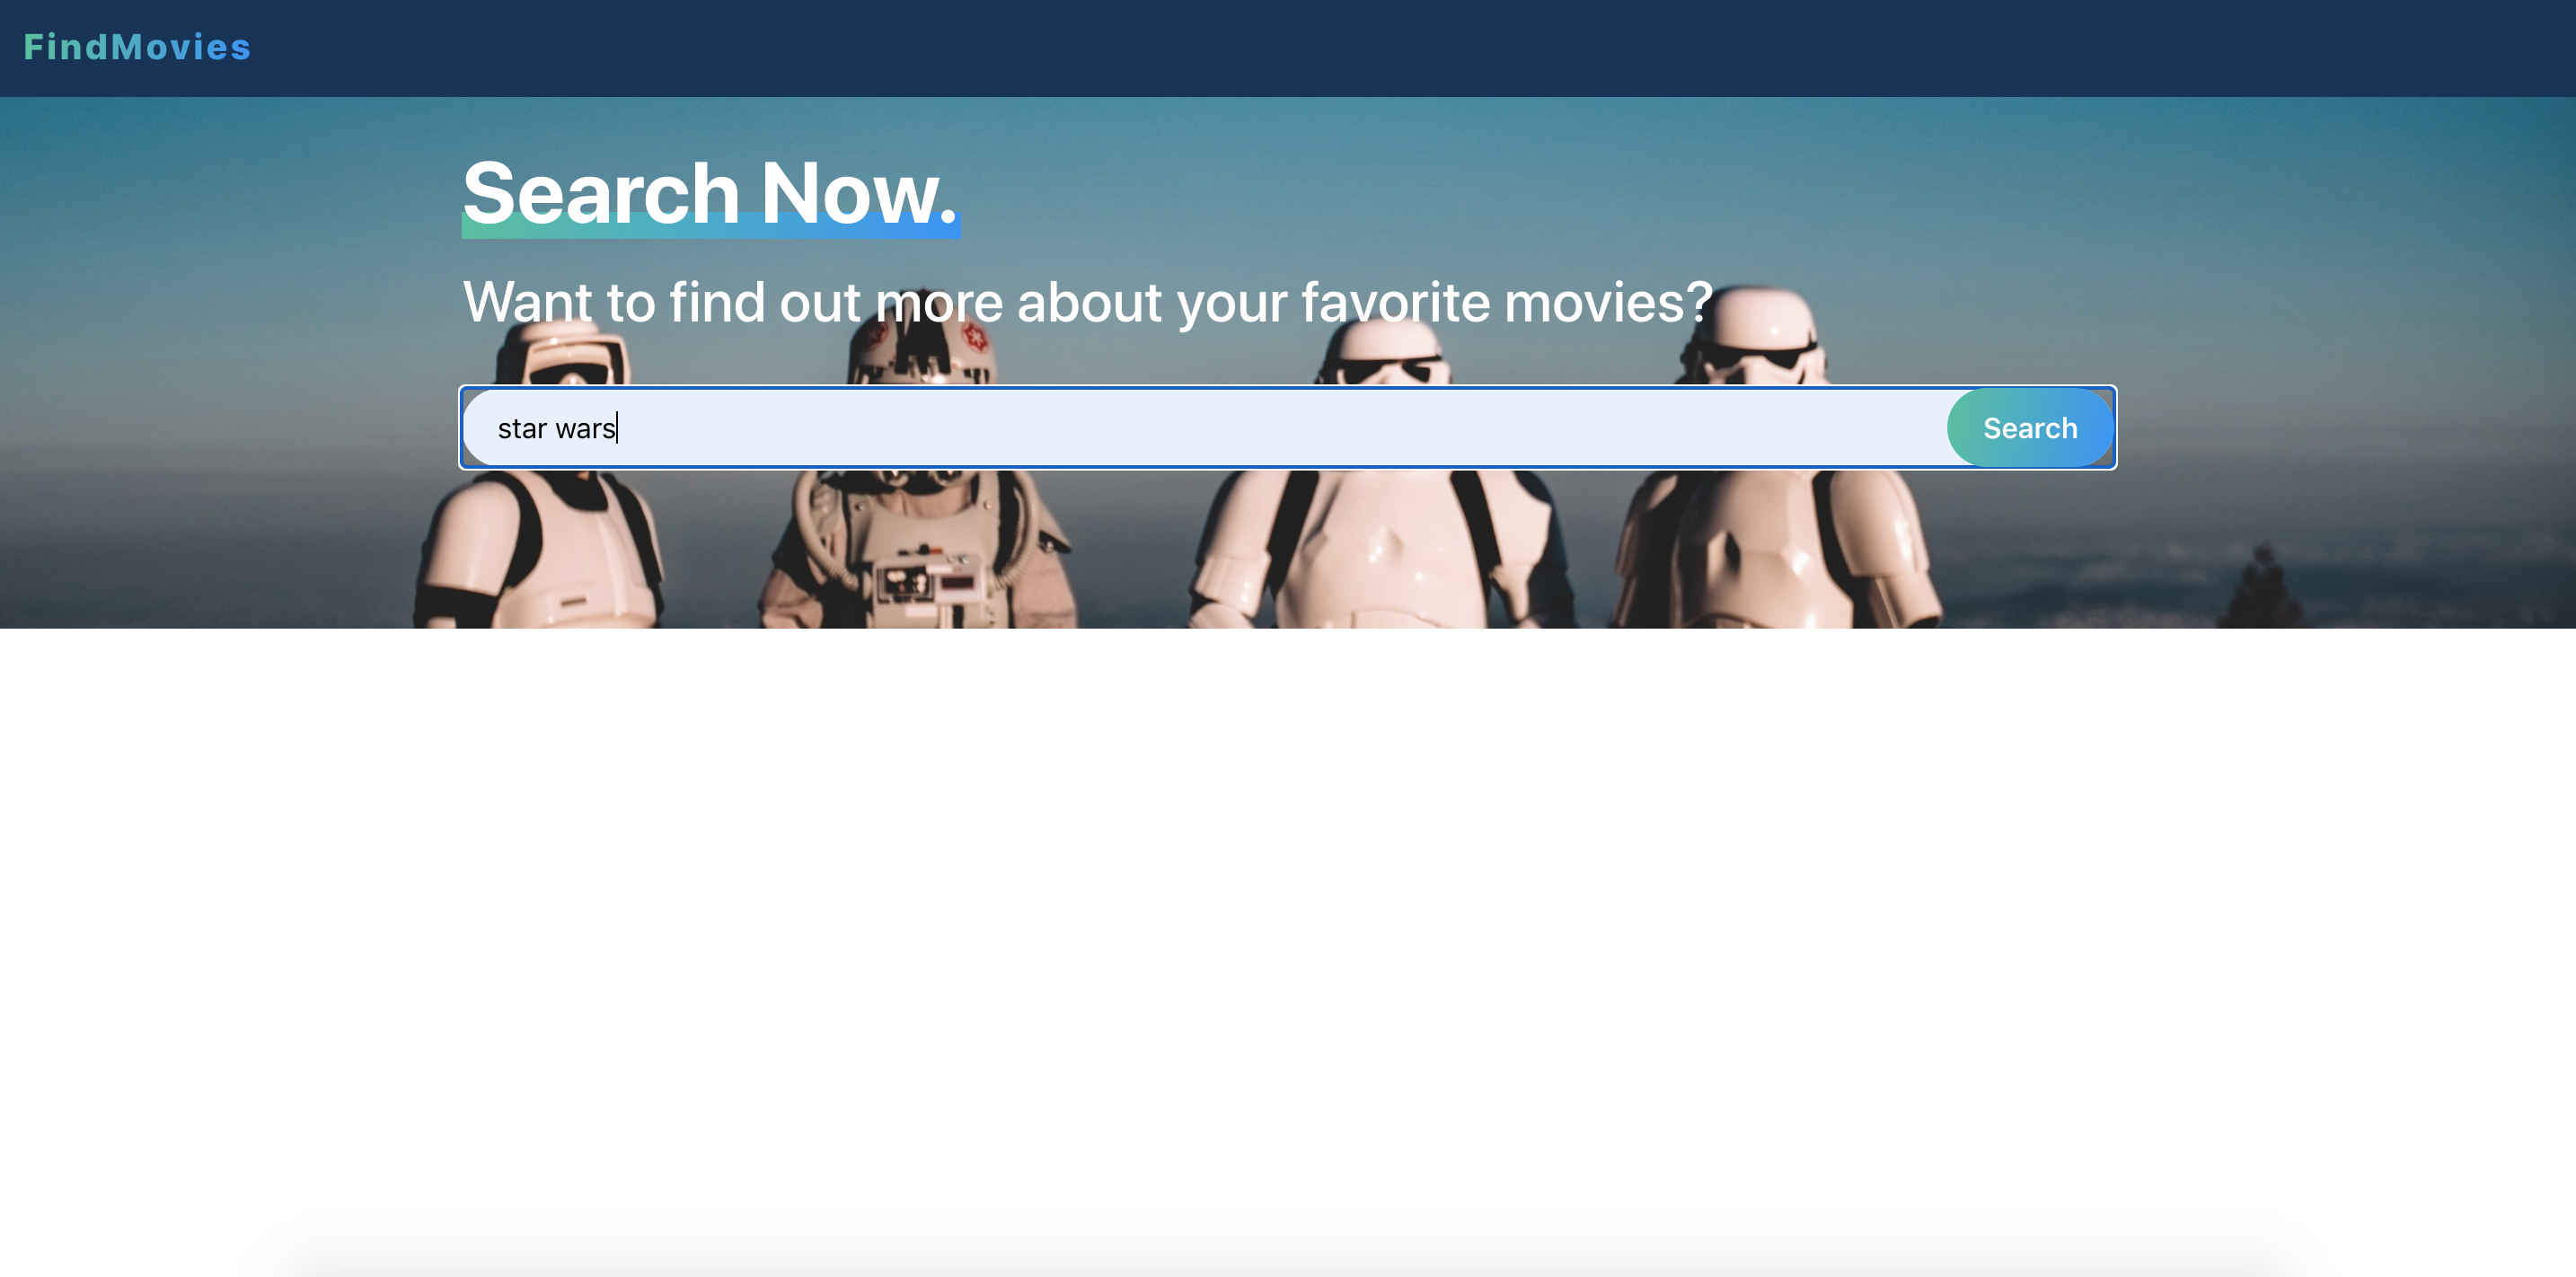 FindMovies
Search Now.
Want to find out more about your favorite movies?
star wars
Search